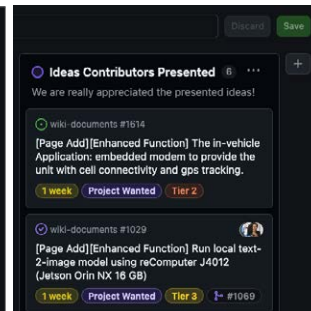 Discard Save
Ideas Contributors Presented 6 ...
We are really appreciated the presented ideas!
wiki-documents #1614
[Page Add][Enhanced Function] The in-vehicle
Application: embedded modem to provide the
unit with cell connectivity and gps tracking.
1 week Project Wanted Tier 2
wiki-documents #1029
[Page Add][Enhanced Function] Run local text-
2-image model using reComputer J4012
(Jetson Orin NX 16 GB)
1 week Project Wanted Tier 3 #1069